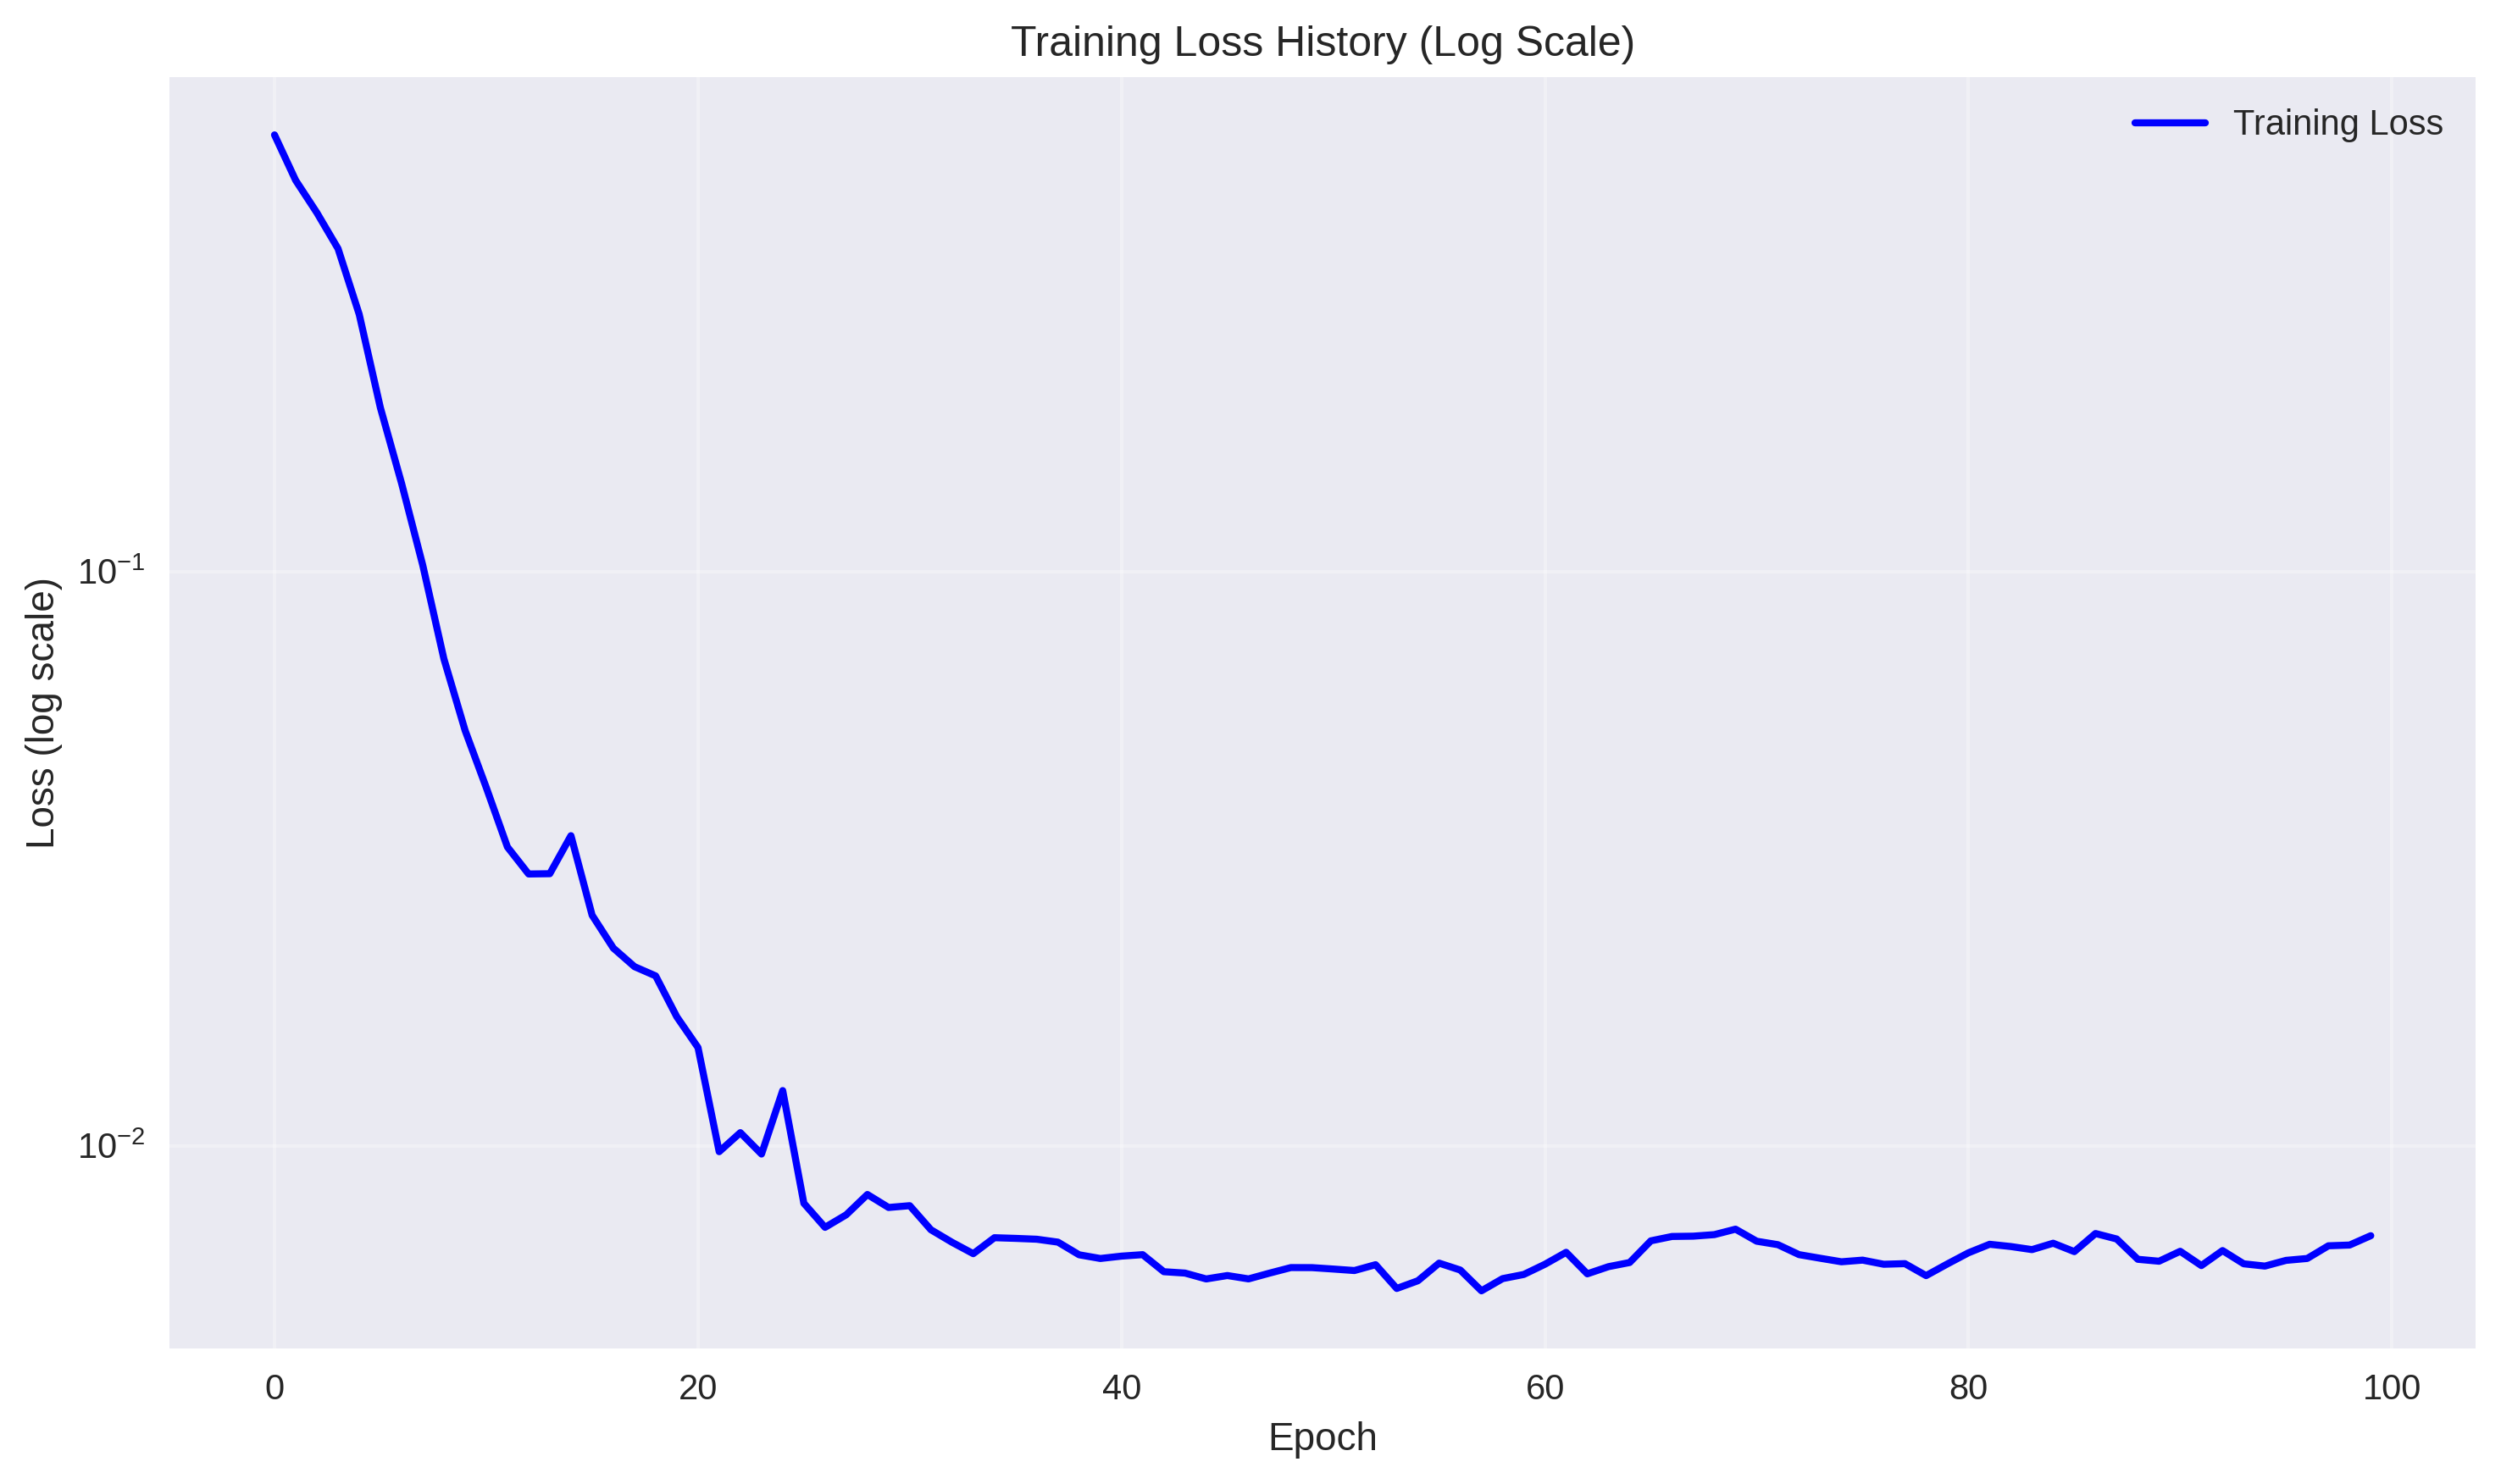 Training Loss History (Log Scale)
Training Loss
Loss (log scale)
10⁻¹
10⁻²
0 20 40 60 80 100
Epoch